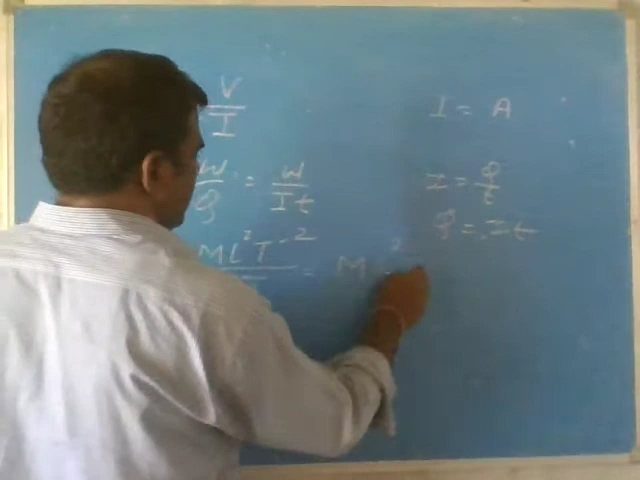 V/I
I = A
W/Q = W/It
I = Q/t
Q = It
ML²T⁻² = M